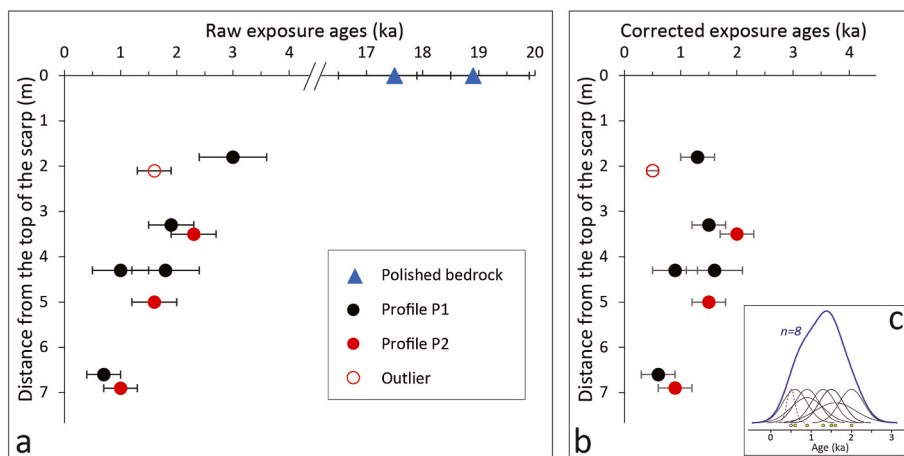 Raw exposure ages (ka)
0 1 2 3 4 17 18 19 20
Distance from the top of the scarp (m)
0
1
2
3
4
5
6
7
Polished bedrock
Profile P1
Profile P2
Outlier
a
Corrected exposure ages (ka)
0 1 2 3 4
Distance from the top of the scarp (m)
0
1
2
3
4
5
6
7
b
c
n=8
0 1 2 3
Age (ka)